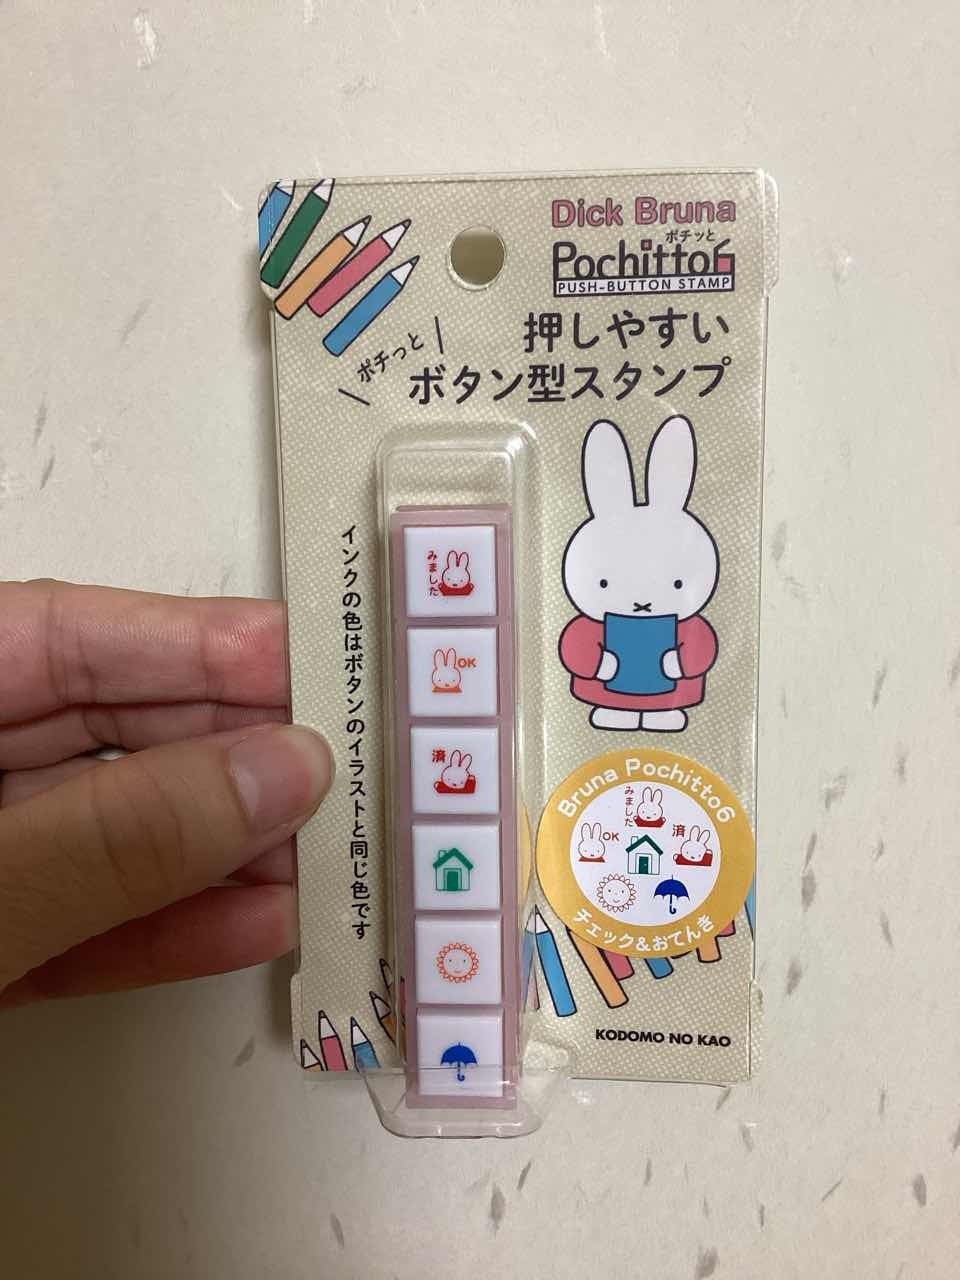 Dick Bruna
ポチッと
Pochitto6
PUSH-BUTTON STAMP
押しやすい
ポチっと
ボタン型スタンプ
インクの色はボタンのイラストと同じ色です
みました
OK
済
Bruna Pochitto6
みました
OK
済
チェック&おてんき
KODOMO NO KAO